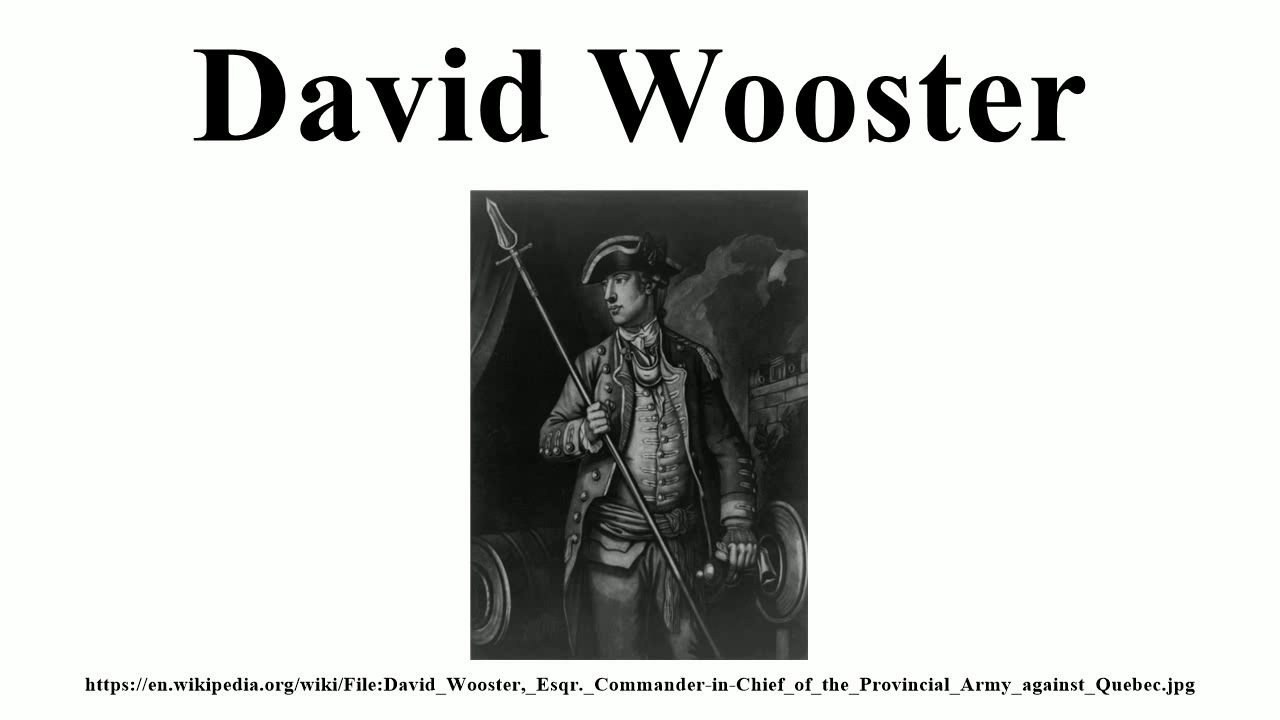 David Wooster
https://en.wikipedia.org/wiki/File:David_Wooster,_Esqr._Commander-in-Chief_of_the_Provincial_Army_against_Quebec.jpg